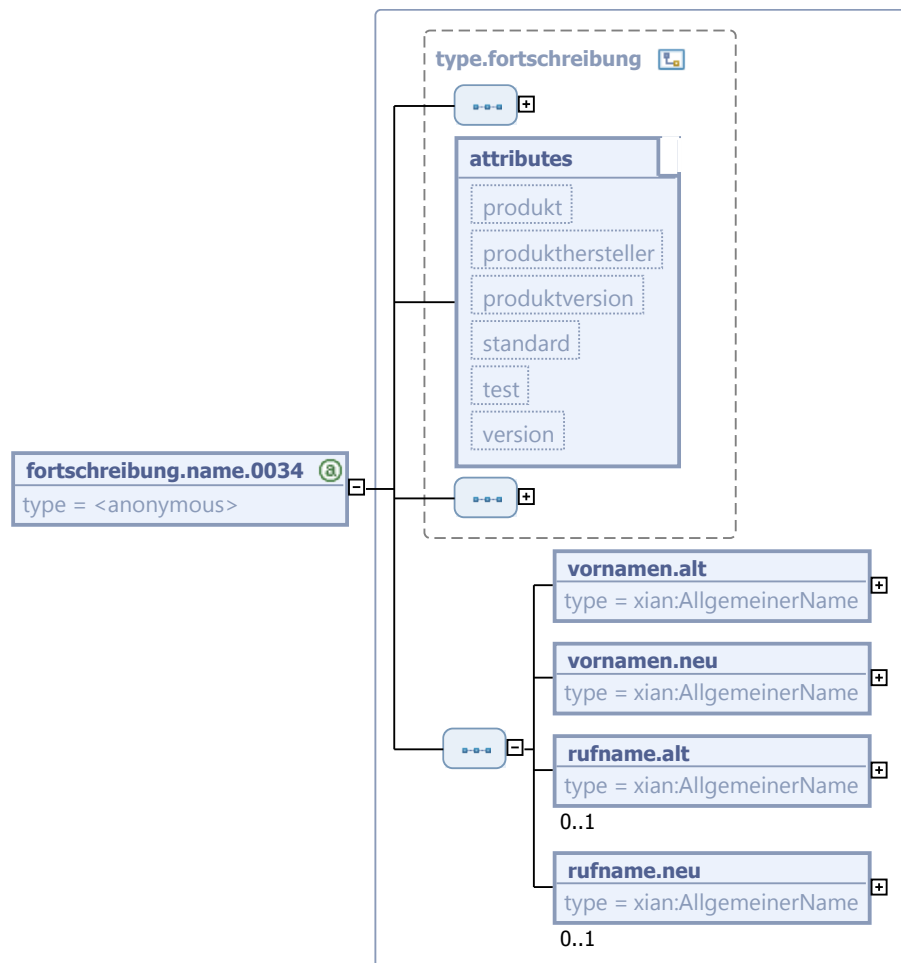 type.fortschreibung
attributes
produkt
produkthersteller
produktversion
standard
test
version
fortschreibung.name.0034 @
type = <anonymous>
vornamen.alt
type = xian:AllgemeinerName
vornamen.neu
type = xian:AllgemeinerName
rufname.alt
type = xian:AllgemeinerName
0..1
rufname.neu
type = xian:AllgemeinerName
0..1